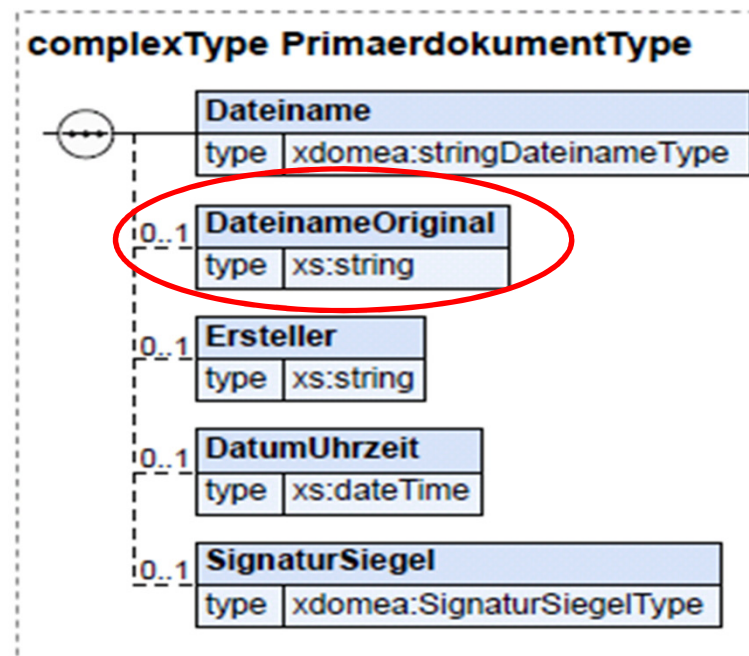 complexType PrimaerdokumentType
Dateiname
type xdomea:stringDateinameType
0..1 DateinameOriginal
type xs:string
0..1 Ersteller
type xs:string
0..1 DatumUhrzeit
type xs:dateTime
0..1 SignaturSiegel
type xdomea:SignaturSiegelType